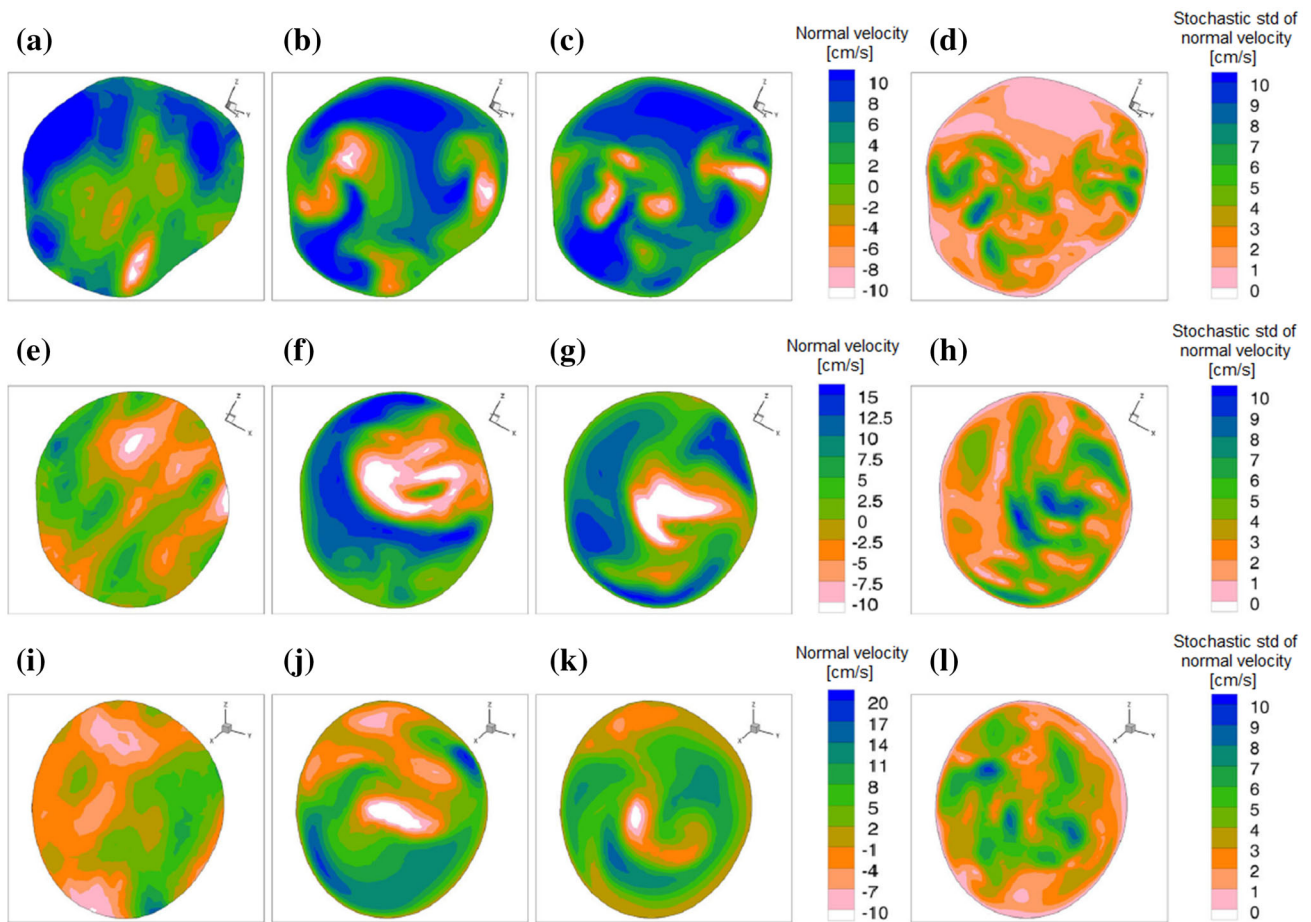 (a)
(b)
(c)
Normal velocity
[cm/s]
10
8
6
4
2
0
-2
-4
-6
-8
-10
(d)
Stochastic std of
normal velocity
[cm/s]
10
9
8
7
6
5
4
3
2
1
0
Z
Y
Z
Y
Z
Y
Z
Y
(e)
(f)
(g)
Normal velocity
[cm/s]
15
12.5
10
7.5
5
2.5
0
-2.5
-5
-7.5
-10
(h)
Stochastic std of
normal velocity
[cm/s]
10
9
8
7
6
5
4
3
2
1
0
Z
X
Z
X
Z
X
Z
X
(i)
(j)
(k)
Normal velocity
[cm/s]
20
17
14
11
8
5
2
-1
-4
-7
-10
(l)
Stochastic std of
normal velocity
[cm/s]
10
9
8
7
6
5
4
3
2
1
0
Z
X Y
Z
X Y
Z
X Y
Z
X Y